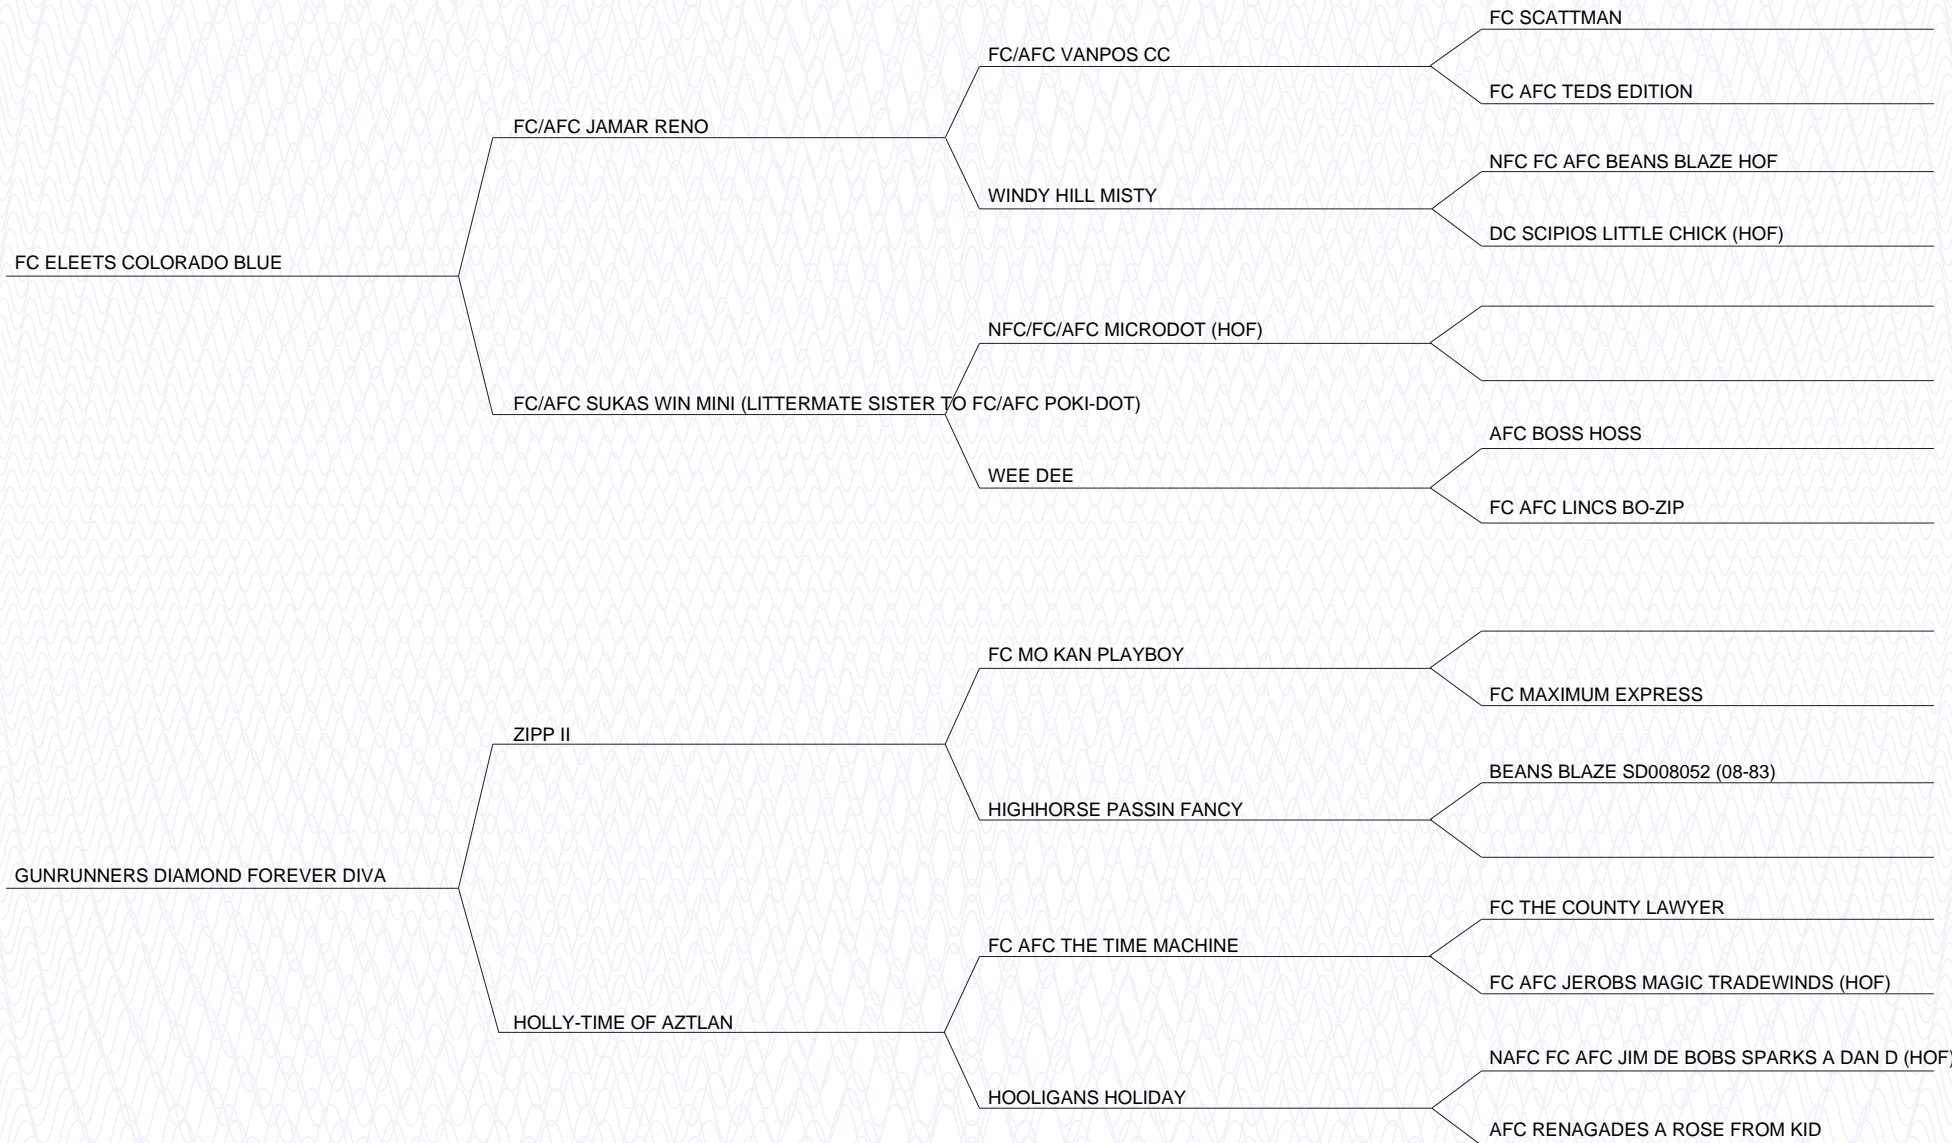 FC SCATTMAN
FC/AFC VANPOS CC
FC AFC TEDS EDITION
FC/AFC JAMAR RENO
NFC FC AFC BEANS BLAZE HOF
WINDY HILL MISTY
DC SCIPIOS LITTLE CHICK (HOF)
FC ELEETS COLORADO BLUE
NFC/FC/AFC MICRODOT (HOF)
FC/AFC SUKAS WIN MINI (LITTERMATE SISTER TO FC/AFC POKI-DOT)
AFC BOSS HOSS
WEE DEE
FC AFC LINCS BO-ZIP
FC MO KAN PLAYBOY
FC MAXIMUM EXPRESS
ZIPP II
BEANS BLAZE SD008052 (08-83)
HIGHHORSE PASSIN FANCY
GUNRUNNERS DIAMOND FOREVER DIVA
FC THE COUNTY LAWYER
FC AFC THE TIME MACHINE
FC AFC JEROBS MAGIC TRADEWINDS (HOF)
HOLLY-TIME OF AZTLAN
NAFC FC AFC JIM DE BOBS SPARKS A DAN D (HOF)
HOOLIGANS HOLIDAY
AFC RENAGADES A ROSE FROM KID